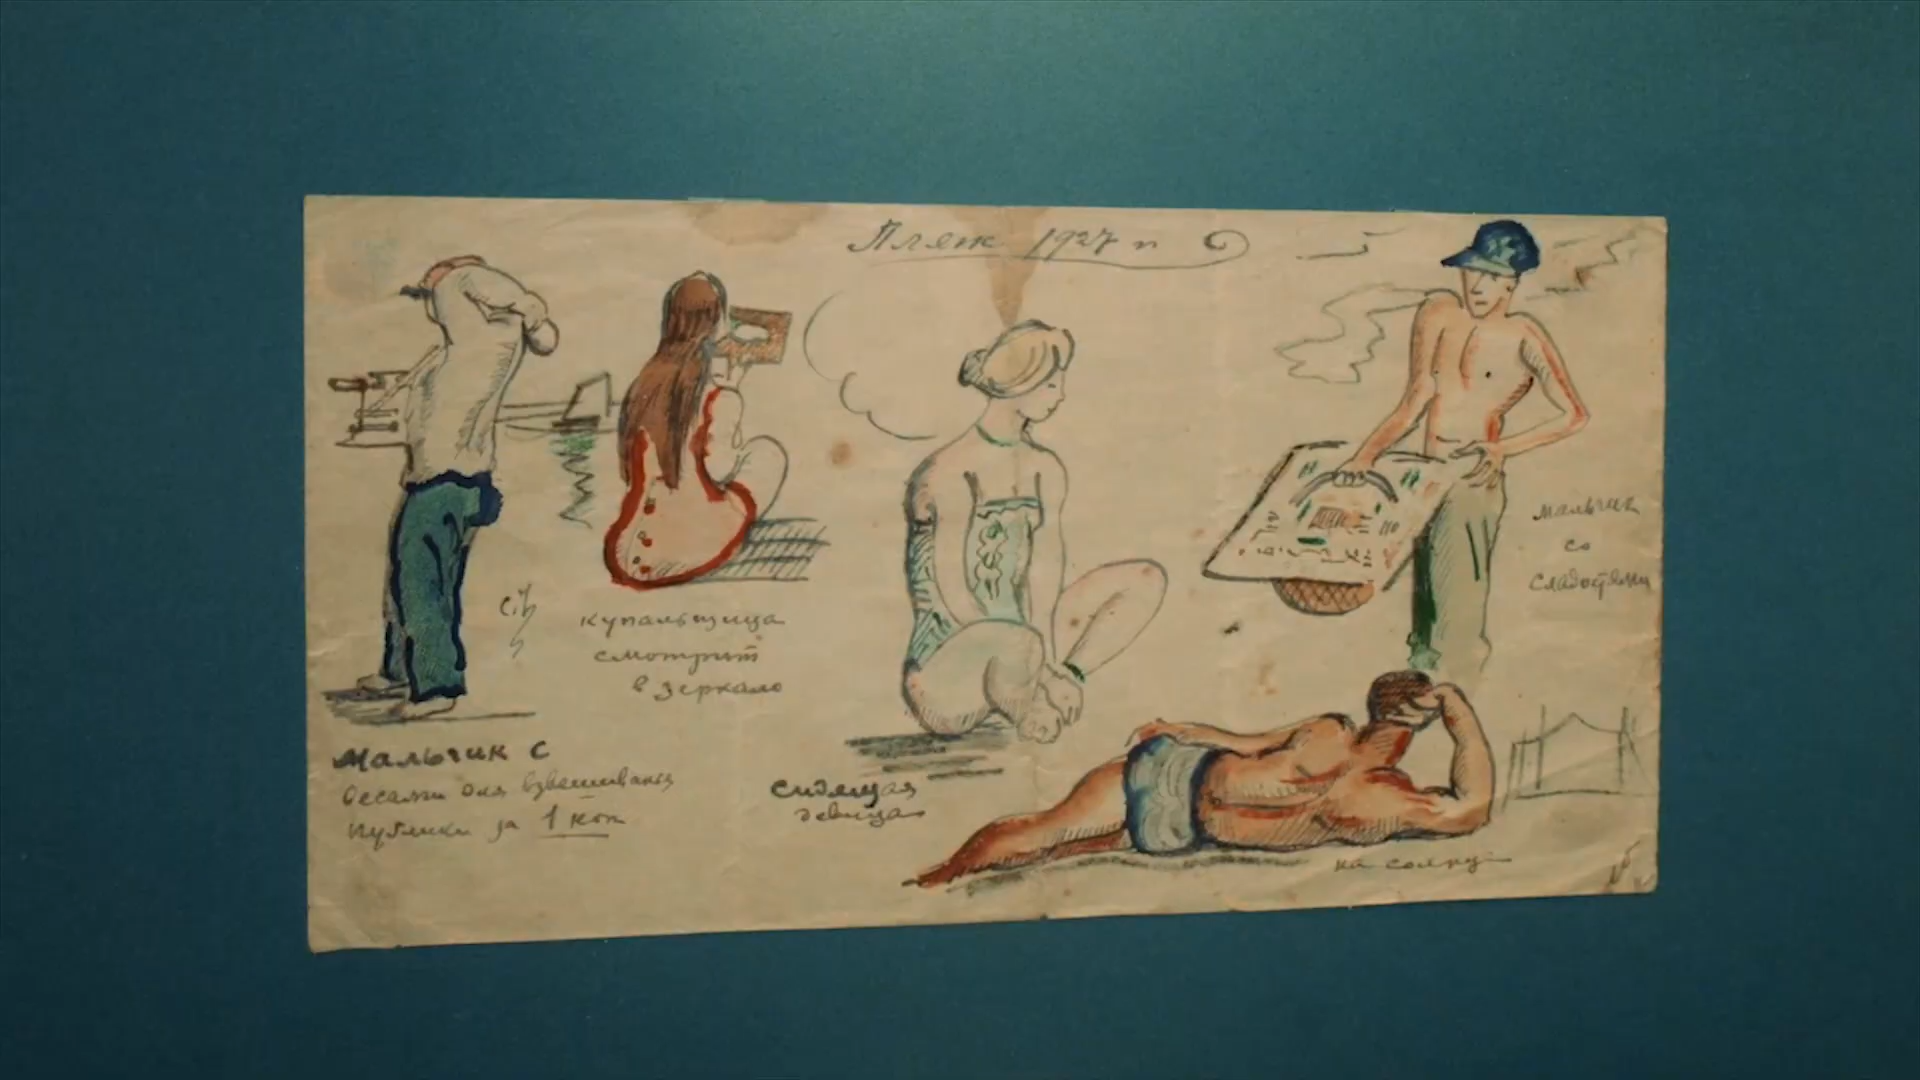 Пляж 1927 г
купальщица
смотрит
в зеркало
мальчик
со
сладостями
Мальчик с
весами для взвешивания
публики за 1 коп
сидящая
девица
на солнце